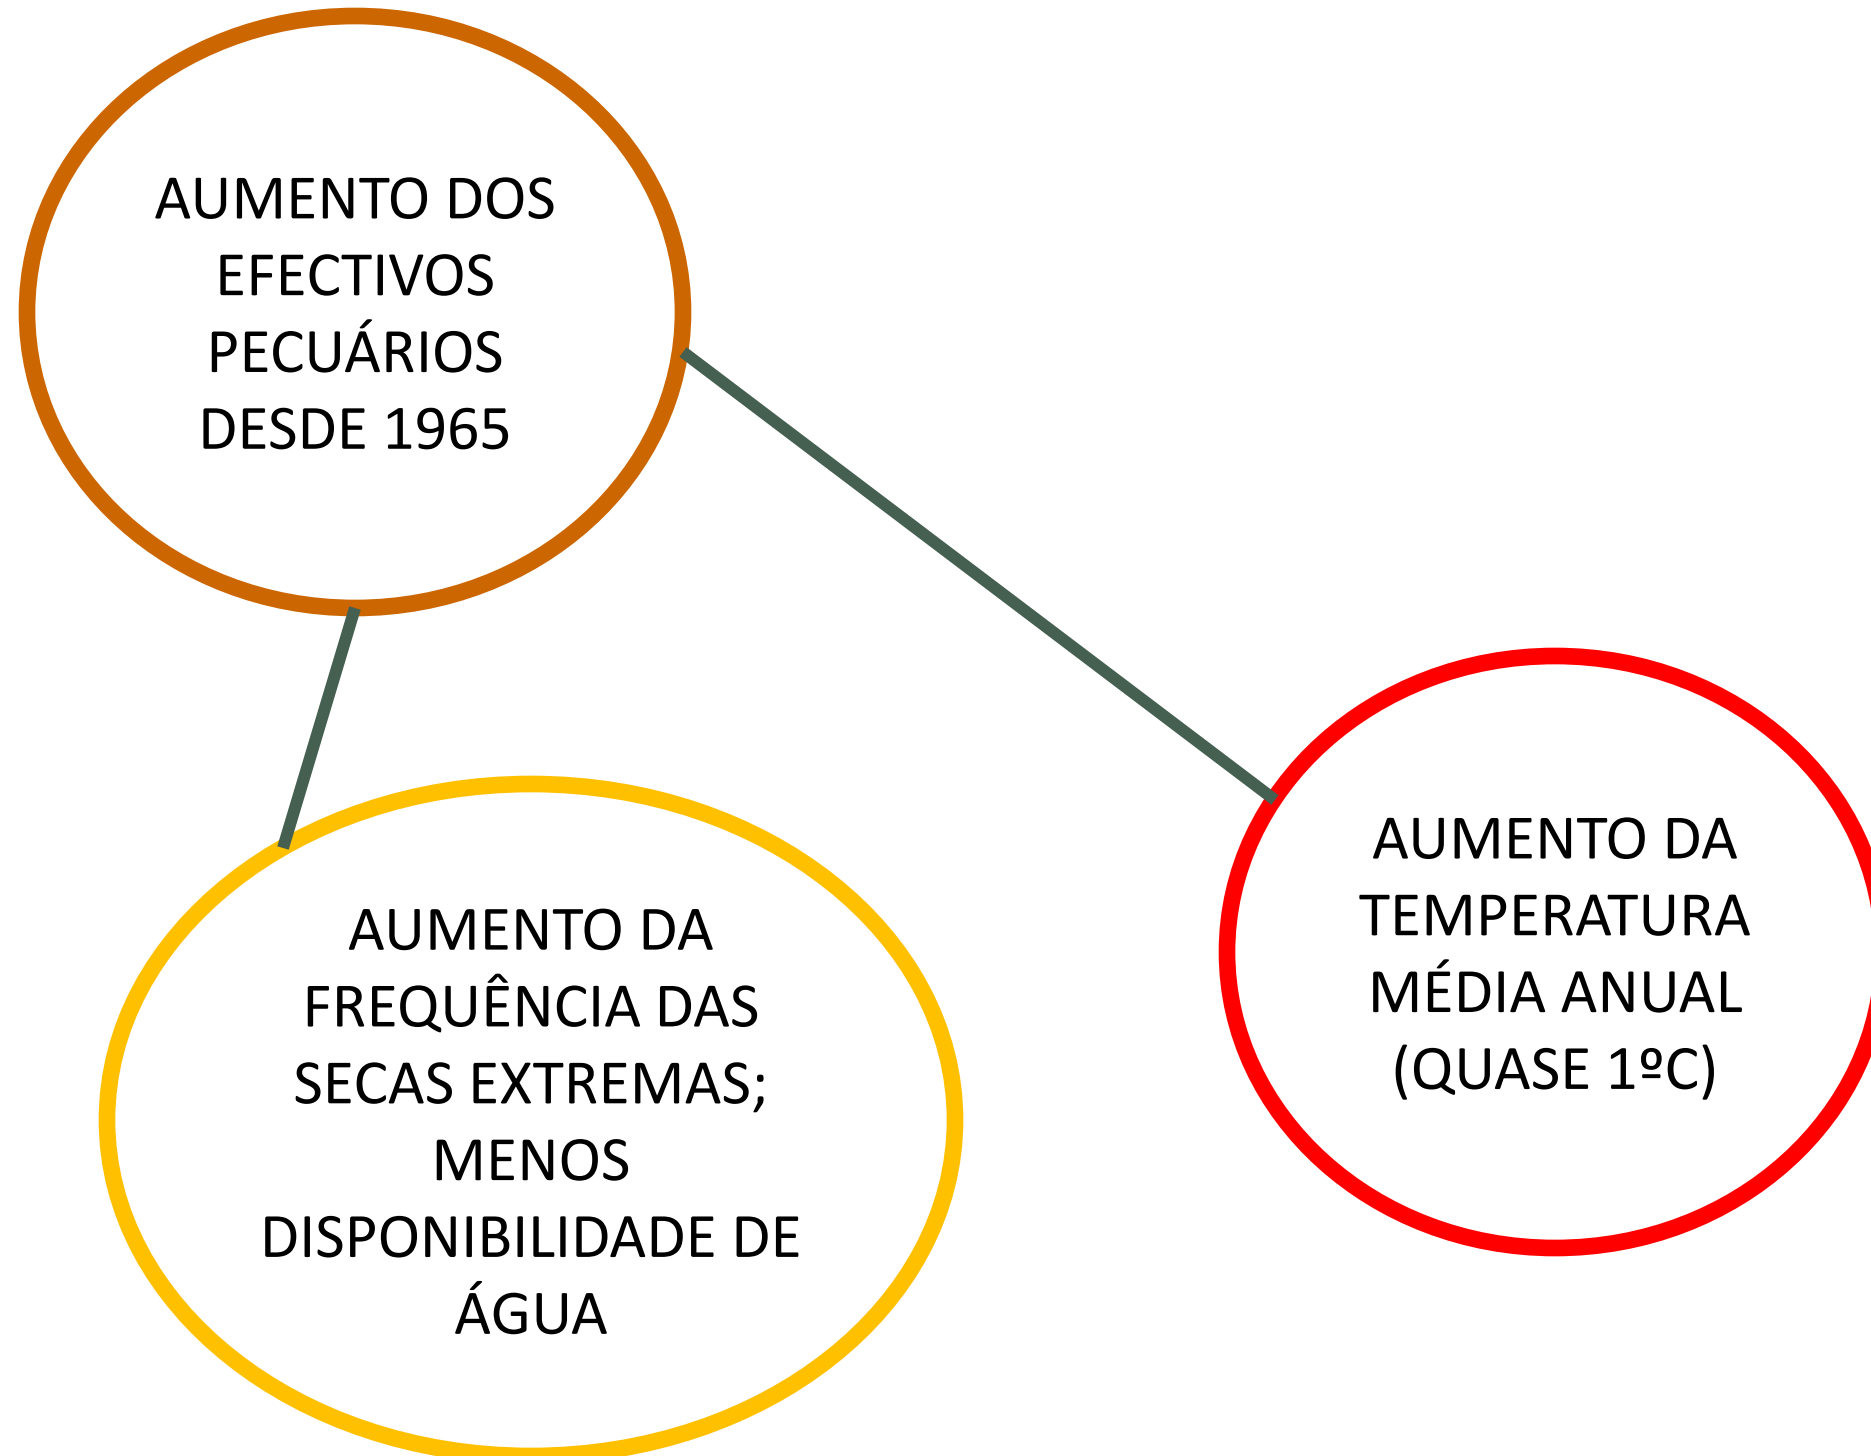 AUMENTO DOS
EFECTIVOS
PECUÁRIOS
DESDE 1965
AUMENTO DA
FREQUÊNCIA DAS
SECAS EXTREMAS;
MENOS
DISPONIBILIDADE DE
ÁGUA
AUMENTO DA
TEMPERATURA
MÉDIA ANUAL
(QUASE 1ºC)